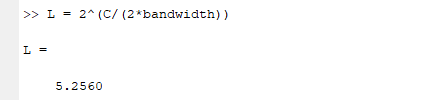 >> L = 2^(C/(2*bandwidth))
L =
5.2560